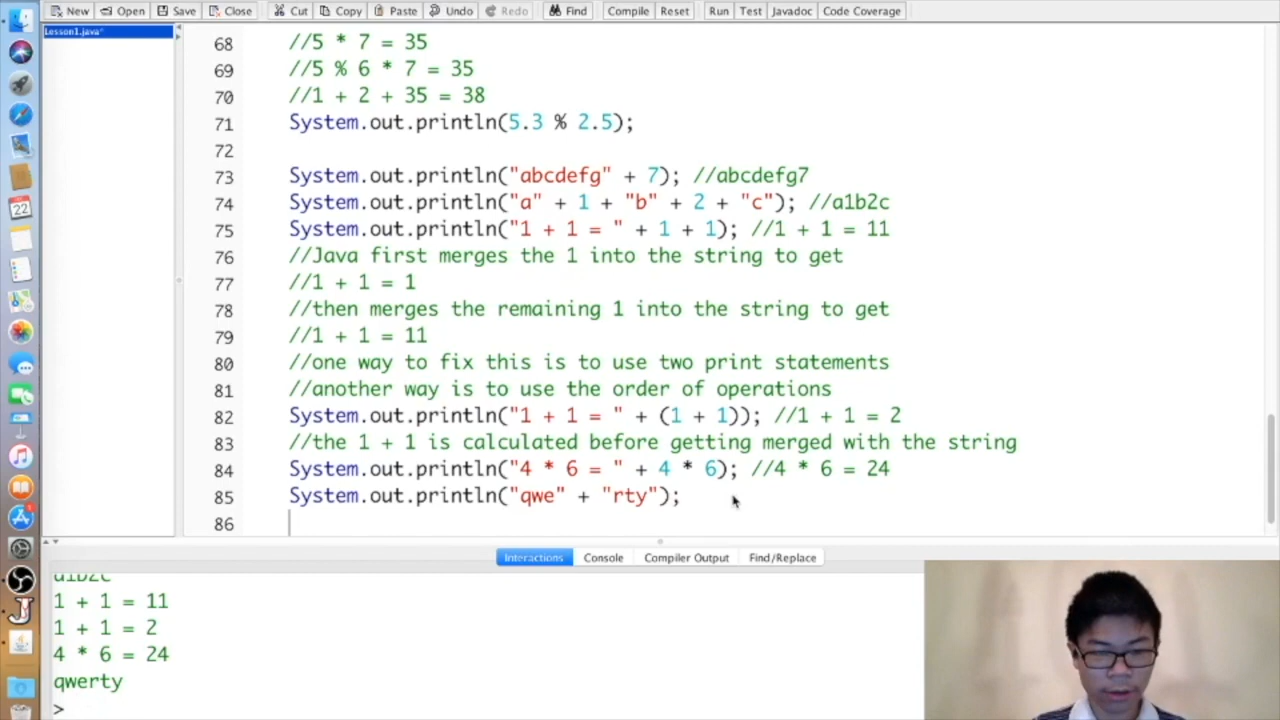 New Open Save Close Cut Copy Paste Undo Redo Find Compile Reset Run Test Javadoc Code Coverage
Lesson1.java*
68 //5 * 7 = 35
69 //5 % 6 * 7 = 35
70 //1 + 2 + 35 = 38
71 System.out.println(5.3 % 2.5);
72
73 System.out.println("abcdefg" + 7); //abcdefg7
74 System.out.println("a" + 1 + "b" + 2 + "c"); //a1b2c
75 System.out.println("1 + 1 = " + 1 + 1); //1 + 1 = 11
76 //Java first merges the 1 into the string to get
77 //1 + 1 = 1
78 //then merges the remaining 1 into the string to get
79 //1 + 1 = 11
80 //one way to fix this is to use two print statements
81 //another way is to use the order of operations
82 System.out.println("1 + 1 = " + (1 + 1)); //1 + 1 = 2
83 //the 1 + 1 is calculated before getting merged with the string
84 System.out.println("4 * 6 = " + 4 * 6); //4 * 6 = 24
85 System.out.println("qwe" + "rty");
86
22
Interactions Console Compiler Output Find/Replace
a1b2c
1 + 1 = 11
1 + 1 = 2
4 * 6 = 24
qwerty
>